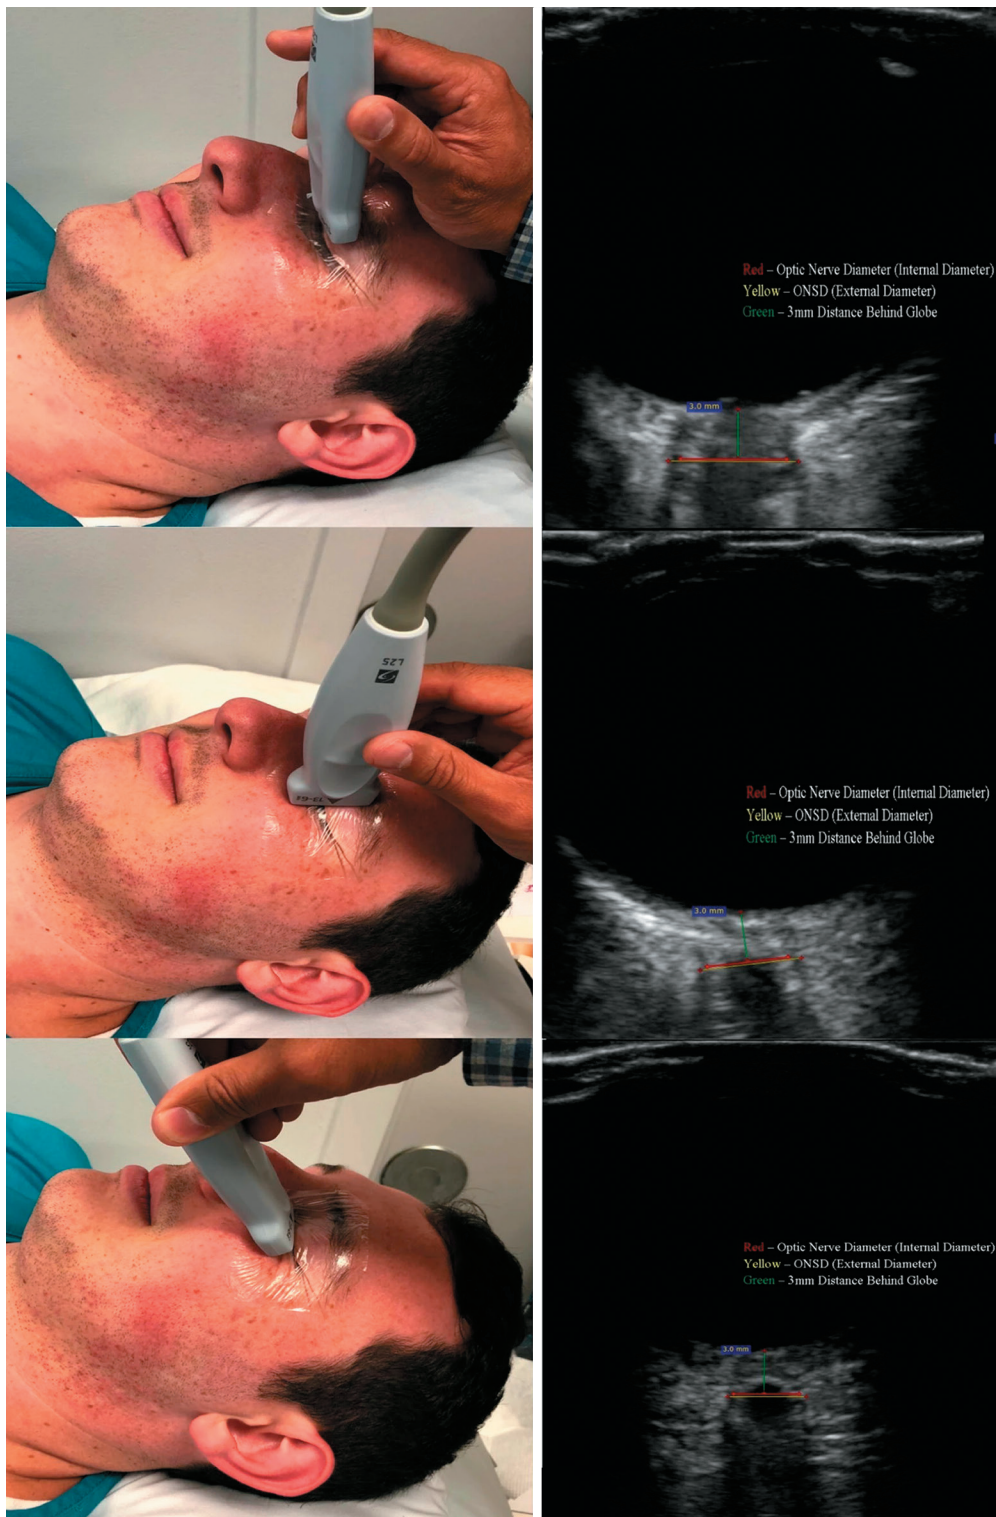 Red – Optic Nerve Diameter (Internal Diameter)
Yellow – ONSD (External Diameter)
Green – 3mm Distance Behind Globe
3.0 mm
L25
13-6
Red – Optic Nerve Diameter (Internal Diameter)
Yellow – ONSD (External Diameter)
Green – 3mm Distance Behind Globe
3.0 mm
Red – Optic Nerve Diameter (Internal Diameter)
Yellow – ONSD (External Diameter)
Green – 3mm Distance Behind Globe
3.0 mm